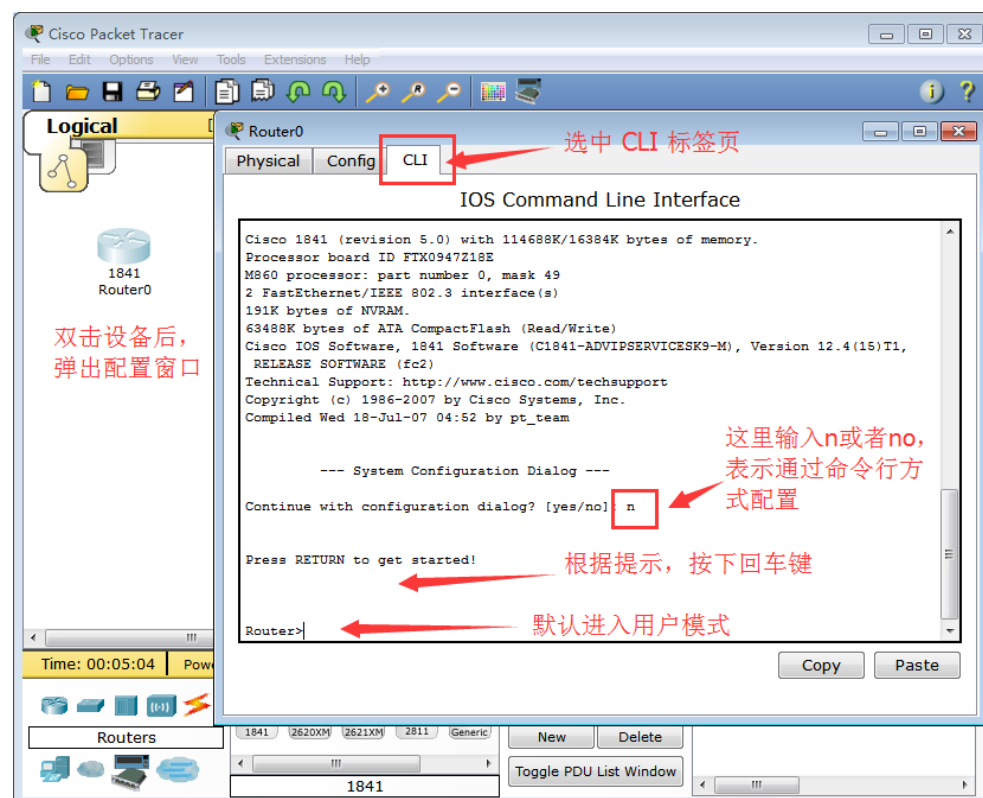 Cisco Packet Tracer
File Edit Options View Tools Extensions Help
Logical
Router0
Physical Config CLI
选中 CLI 标签页
IOS Command Line Interface
Cisco 1841 (revision 5.0) with 114688K/16384K bytes of memory.
Processor board ID FTX0947Z18E
M860 processor: part number 0, mask 49
2 FastEthernet/IEEE 802.3 interface(s)
191K bytes of NVRAM.
63488K bytes of ATA CompactFlash (Read/Write)
Cisco IOS Software, 1841 Software (C1841-ADVIPSERVICESK9-M), Version 12.4(15)T1,
RELEASE SOFTWARE (fc2)
Technical Support: http://www.cisco.com/techsupport
Copyright (c) 1986-2007 by Cisco Systems, Inc.
Compiled Wed 18-Jul-07 04:52 by pt_team
--- System Configuration Dialog ---
Continue with configuration dialog? [yes/no]: n
Press RETURN to get started!
Router>
1841
Router0
双击设备后，
弹出配置窗口
这里输入n或者no，
表示通过命令行方
式配置
根据提示，按下回车键
默认进入用户模式
Copy Paste
Time: 00:05:04
Routers
1841 2620XM 2621XM 2811 Generic
1841
New Delete
Toggle PDU List Window